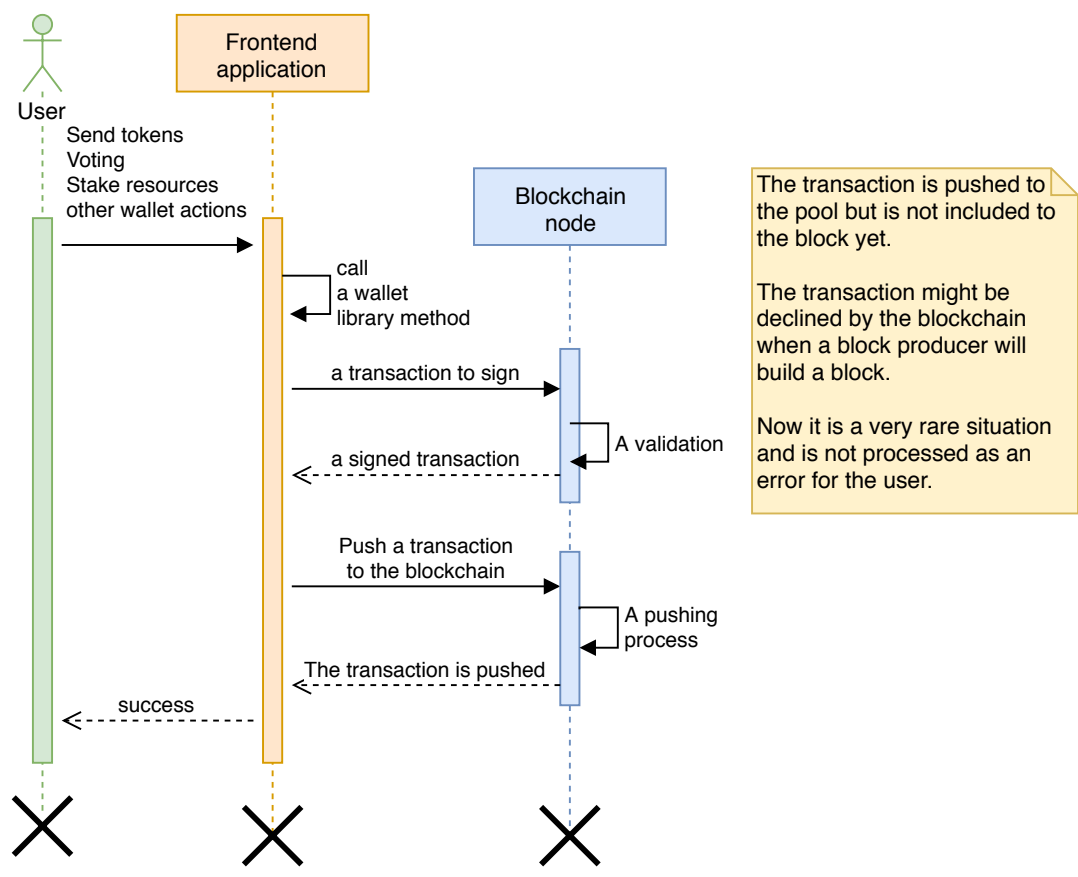 Frontend
application
User
Send tokens
Voting
Stake resources
other wallet actions
Blockchain
node
The transaction is pushed to
the pool but is not included to
the block yet.
The transaction might be
declined by the blockchain
when a block producer will
build a block.
Now it is a very rare situation
and is not processed as an
error for the user.
call
a wallet
library method
a transaction to sign
A validation
a signed transaction
Push a transaction
to the blockchain
A pushing
process
The transaction is pushed
success